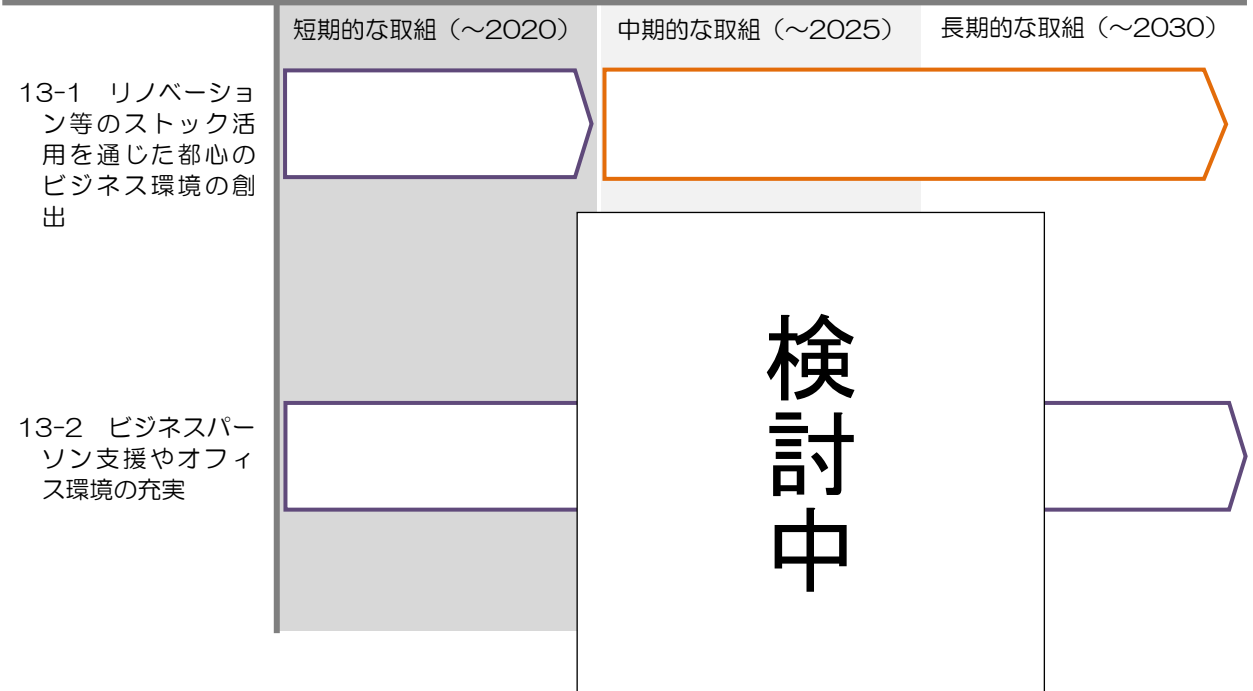 短期的な取組（～2020）
中期的な取組（～2025）
長期的な取組（～2030）
13-1　リノベーショ
ン等のストック活
用を通じた都心の
ビジネス環境の創
出
13-2　ビジネスパー
ソン支援やオフィ
ス環境の充実
検討中